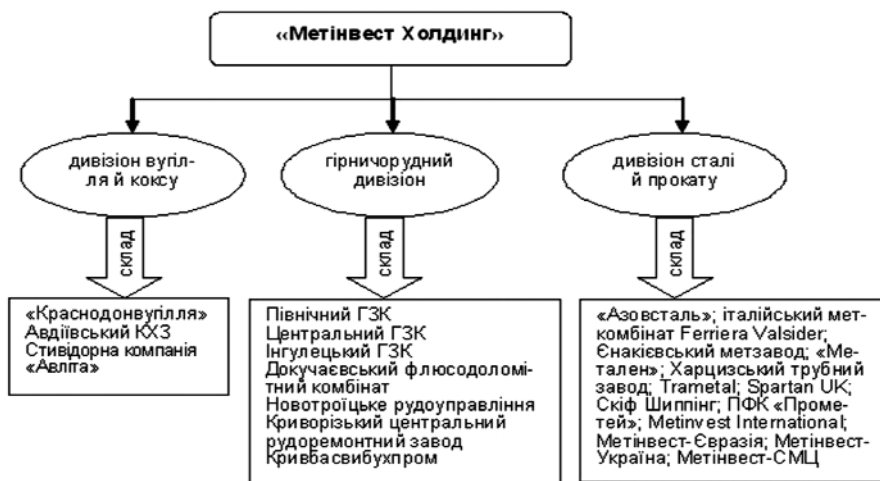 «Метінвест Холдинг»
дивізіон вугіл-
ля й коксу
гірничорудний
дивізіон
дивізіон сталі
й прокату
склад
склад
склад
«Краснодонвугілля»
Авдіївський КХЗ
Стивідорна компанія
«Авліта»
Північний ГЗК
Центральний ГЗК
Інгулецький ГЗК
Докучаєвський флюсодоломі-
тний комбінат
Новотроїцьке рудоуправління
Криворізький центральний
рудоремонтний завод
Кривбасвибухпром
«Азовсталь»; італійський мет-
комбінат Ferriera Valsider;
Єнакієвський метзавод; «Ме-
тален»; Харцизський трубний
завод; Trametal; Spartan UK;
Скіф Шиппінг; ПФК «Проме-
тей»; Metinvest International;
Метінвест-Євразія; Метінвест-
Україна; Метінвест-СМЦ